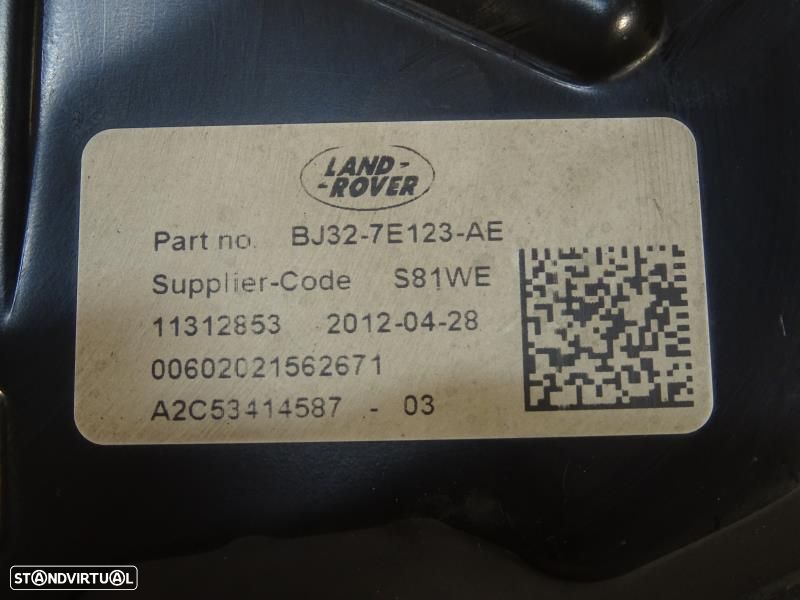 LAND-
-ROVER
Part no. BJ32-7E123-AE
Supplier-Code S81WE
11312853 2012-04-28
00602021562671
A2C53414587 - 03
STANDVIRTUAL